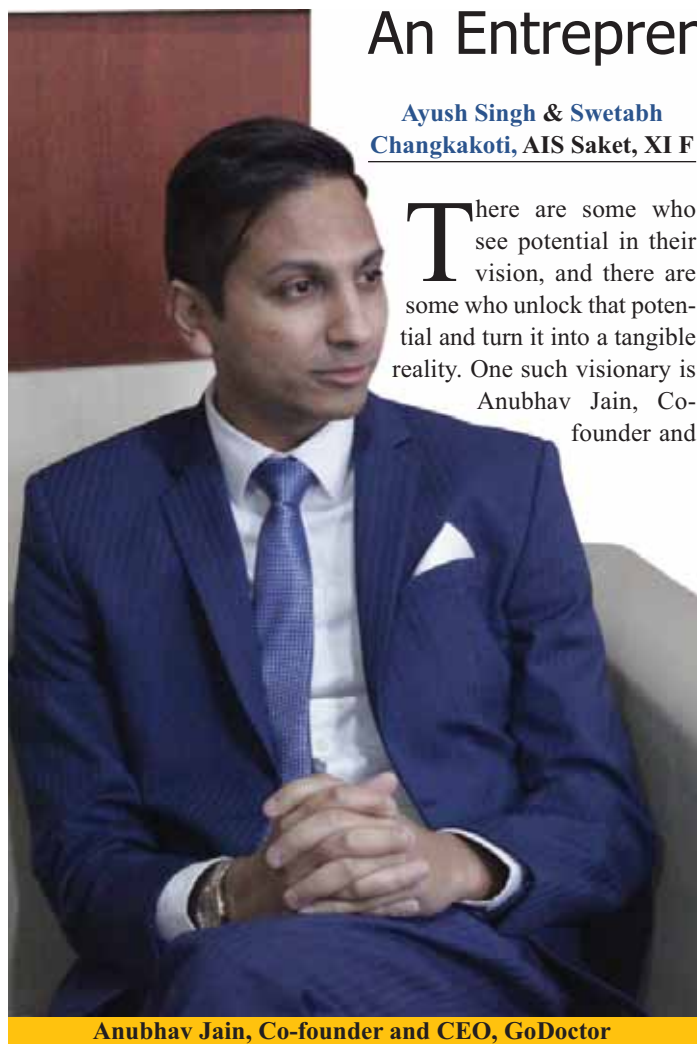 An Entrepren
Ayush Singh & Swetabh
Changkakoti, AIS Saket, XI F
There are some who
see potential in their
vision, and there are
some who unlock that poten-
tial and turn it into a tangible
reality. One such visionary is
Anubhav Jain, Co-
founder and
Anubhav Jain, Co-founder and CEO, GoDoctor